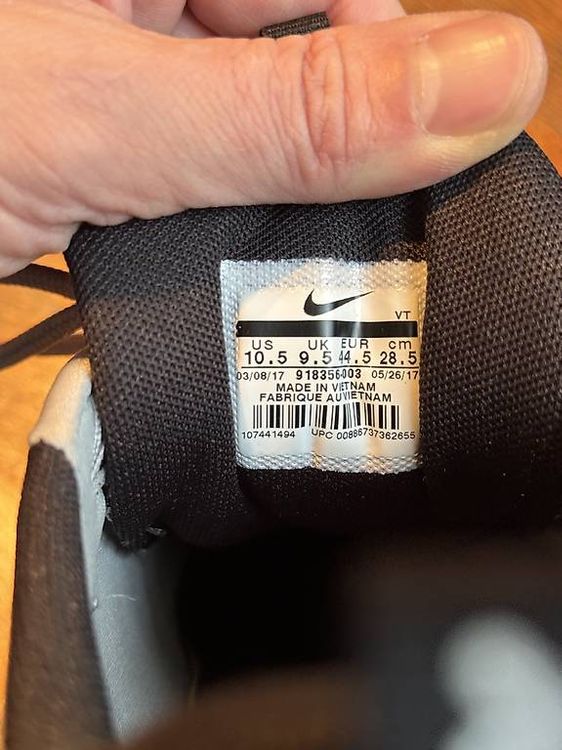 VT
US UK EUR cm
10.5 9.5 44.5 28.5
03/08/17 918356-003 05/26/17
MADE IN VIETNAM
FABRIQUE AU VIETNAM
107441494 UPC 00886737362655